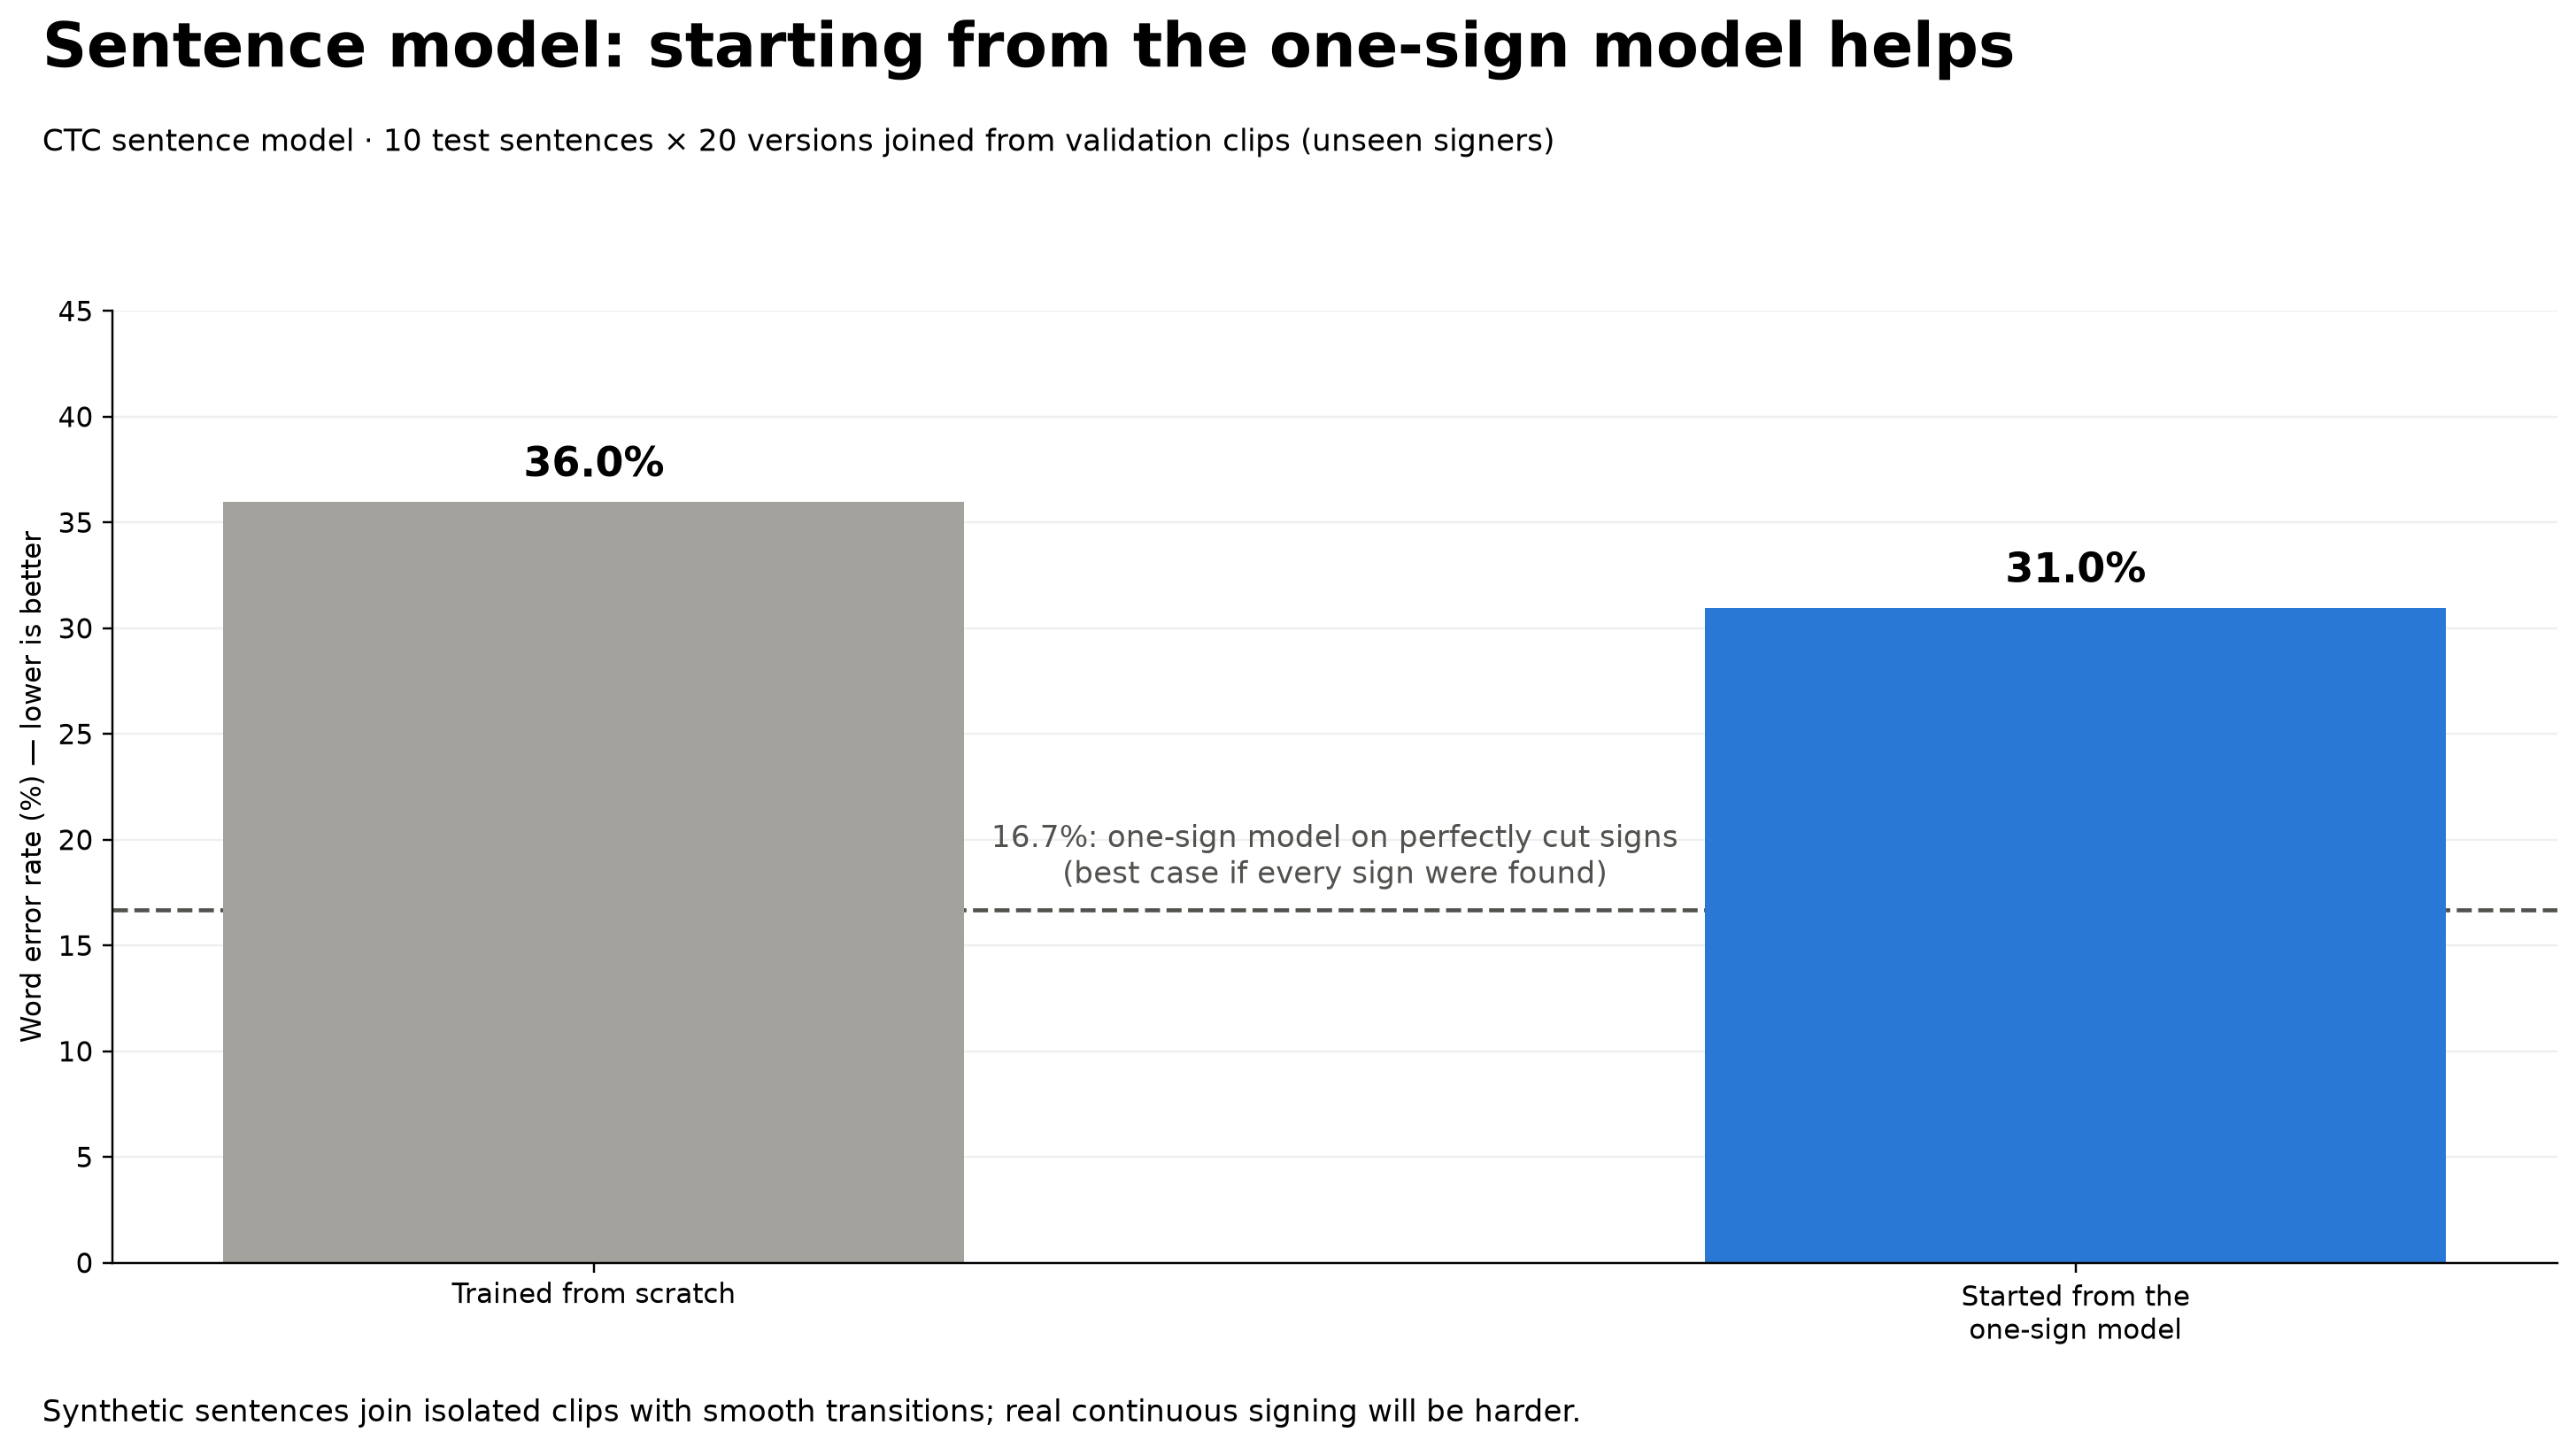 Sentence model: starting from the one-sign model helps
CTC sentence model · 10 test sentences × 20 versions joined from validation clips (unseen signers)
Word error rate (%) — lower is better
45
40
35
30
25
20
15
10
5
0
36.0%
31.0%
16.7%: one-sign model on perfectly cut signs
(best case if every sign were found)
Trained from scratch
Started from the
one-sign model
Synthetic sentences join isolated clips with smooth transitions; real continuous signing will be harder.